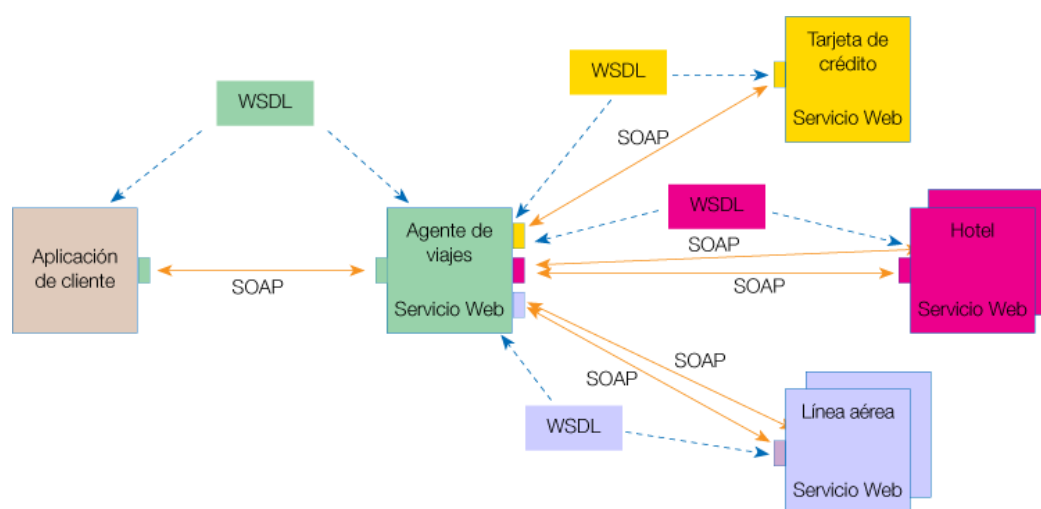 Tarjeta de
crédito
Servicio Web
WSDL
SOAP
WSDL
WSDL
Hotel
Servicio Web
SOAP
SOAP
Agente de
viajes
Servicio Web
Aplicación
de cliente
SOAP
SOAP
SOAP
WSDL
Línea aérea
Servicio Web